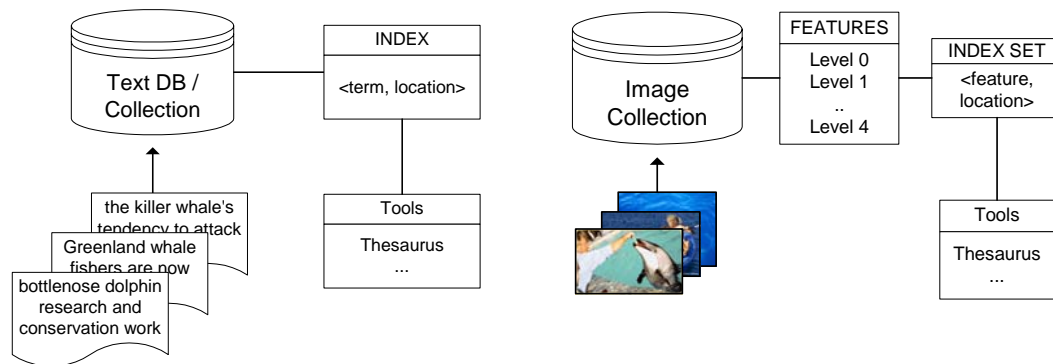 Text DB /
Collection
INDEX
<term, location>
Tools
Thesaurus
...
the killer whale's
tendency to attack
Greenland whale
fishers are now
bottlenose dolphin
research and
conservation work
Image
Collection
FEATURES
Level 0
Level 1
..
Level 4
INDEX SET
<feature,
location>
Tools
Thesaurus
...